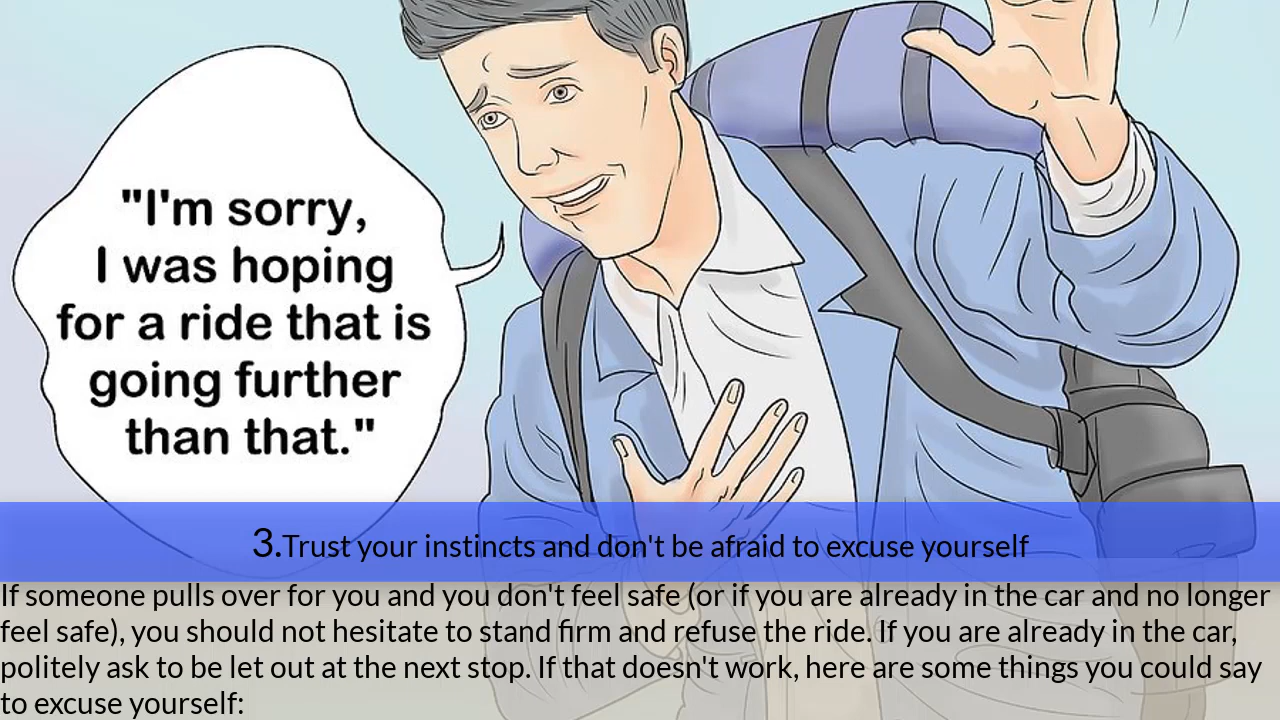 "I'm sorry,
I was hoping
for a ride that is
going further
than that."
3.Trust your instincts and don't be afraid to excuse yourself
If someone pulls over for you and you don't feel safe (or if you are already in the car and no longer
feel safe), you should not hesitate to stand firm and refuse the ride. If you are already in the car,
politely ask to be let out at the next stop. If that doesn't work, here are some things you could say
to excuse yourself: